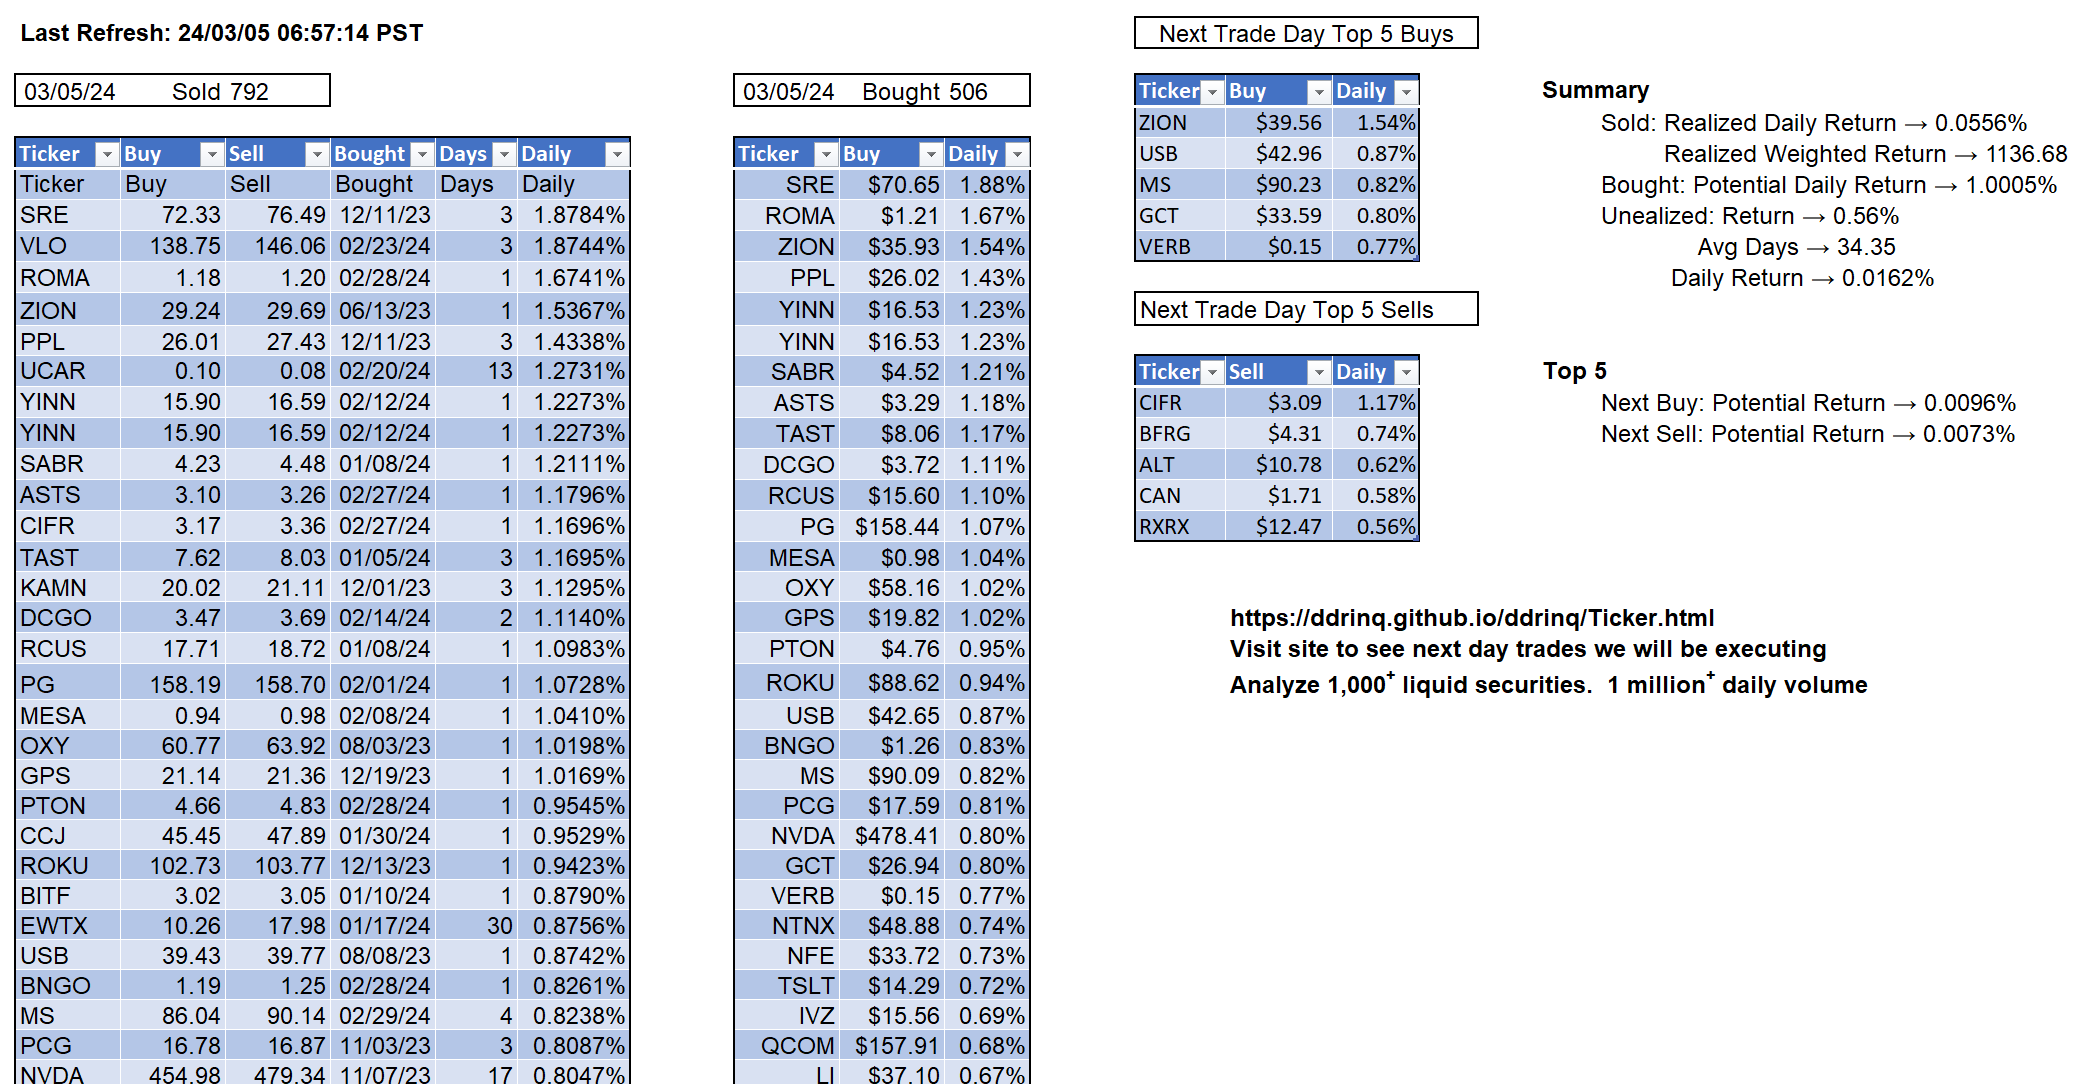 Last Refresh: 24/03/05 06:57:14 PST
03/05/24 Sold 792
Ticker Buy Sell Bought Days Daily
Ticker Buy Sell Bought Days Daily
SRE 72.33 76.49 12/11/23 3 1.8784%
VLO 138.75 146.06 02/23/24 3 1.8744%
ROMA 1.18 1.20 02/28/24 1 1.6741%
ZION 29.24 29.69 06/13/23 1 1.5367%
PPL 26.01 27.43 12/11/23 3 1.4338%
UCAR 0.10 0.08 02/20/24 13 1.2731%
YINN 15.90 16.59 02/12/24 1 1.2273%
YINN 15.90 16.59 02/12/24 1 1.2273%
SABR 4.23 4.48 01/08/24 1 1.2111%
ASTS 3.10 3.26 02/27/24 1 1.1796%
CIFR 3.17 3.36 02/27/24 1 1.1696%
TAST 7.62 8.03 01/05/24 3 1.1695%
KAMN 20.02 21.11 12/01/23 3 1.1295%
DCGO 3.47 3.69 02/14/24 2 1.1140%
RCUS 17.71 18.72 01/08/24 1 1.0983%
PG 158.19 158.70 02/01/24 1 1.0728%
MESA 0.94 0.98 02/08/24 1 1.0410%
OXY 60.77 63.92 08/03/23 1 1.0198%
GPS 21.14 21.36 12/19/23 1 1.0169%
PTON 4.66 4.83 02/28/24 1 0.9545%
CCJ 45.45 47.89 01/30/24 1 0.9529%
ROKU 102.73 103.77 12/13/23 1 0.9423%
BITF 3.02 3.05 01/10/24 1 0.8790%
EWTX 10.26 17.98 01/17/24 30 0.8756%
USB 39.43 39.77 08/08/23 1 0.8742%
BNGO 1.19 1.25 02/28/24 1 0.8261%
MS 86.04 90.14 02/29/24 4 0.8238%
PCG 16.78 16.87 11/03/23 3 0.8087%
NVDA 454.98 479.34 11/07/23 17 0.8047%
03/05/24 Bought 506
Ticker Buy Daily
SRE $70.65 1.88%
ROMA $1.21 1.67%
ZION $35.93 1.54%
PPL $26.02 1.43%
YINN $16.53 1.23%
YINN $16.53 1.23%
SABR $4.52 1.21%
ASTS $3.29 1.18%
TAST $8.06 1.17%
DCGO $3.72 1.11%
RCUS $15.60 1.10%
PG $158.44 1.07%
MESA $0.98 1.04%
OXY $58.16 1.02%
GPS $19.82 1.02%
PTON $4.76 0.95%
ROKU $88.62 0.94%
USB $42.65 0.87%
BNGO $1.26 0.83%
MS $90.09 0.82%
PCG $17.59 0.81%
NVDA $478.41 0.80%
GCT $26.94 0.80%
VERB $0.15 0.77%
NTNX $48.88 0.74%
NFE $33.72 0.73%
TSLT $14.29 0.72%
IVZ $15.56 0.69%
QCOM $157.91 0.68%
LI $37.10 0.67%
Next Trade Day Top 5 Buys
Ticker Buy Daily
ZION $39.56 1.54%
USB $42.96 0.87%
MS $90.23 0.82%
GCT $33.59 0.80%
VERB $0.15 0.77%
Next Trade Day Top 5 Sells
Ticker Sell Daily
CIFR $3.09 1.17%
BFRG $4.31 0.74%
ALT $10.78 0.62%
CAN $1.71 0.58%
RXRX $12.47 0.56%
Summary
Sold: Realized Daily Return → 0.0556%
Realized Weighted Return → 1136.68
Bought: Potential Daily Return → 1.0005%
Unealized: Return → 0.56%
Avg Days → 34.35
Daily Return → 0.0162%
Top 5
Next Buy: Potential Return → 0.0096%
Next Sell: Potential Return → 0.0073%
https://ddrinq.github.io/ddrinq/Ticker.html
Visit site to see next day trades we will be executing
Analyze 1,000+ liquid securities. 1 million+ daily volume